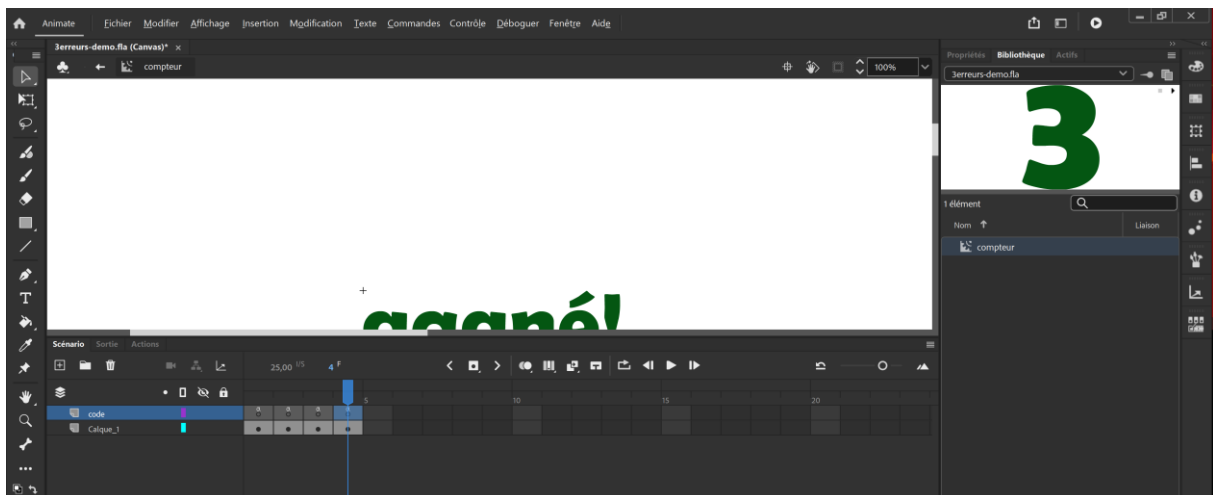 Animate Fichier Modifier Affichage Insertion Modification Texte Commandes Contrôle Déboguer Fenêtre Aide
3erreurs-demo.fla (Canvas)* ×
compteur 100%
Propriétés Bibliothèque Actifs
3erreurs-demo.fla
3
1 élément
Nom Liaison
compteur
gagné!
Scénario Sortie Actions
25,00 I/S 4 F
5 10 15 20
code
a a a a
Calque_1